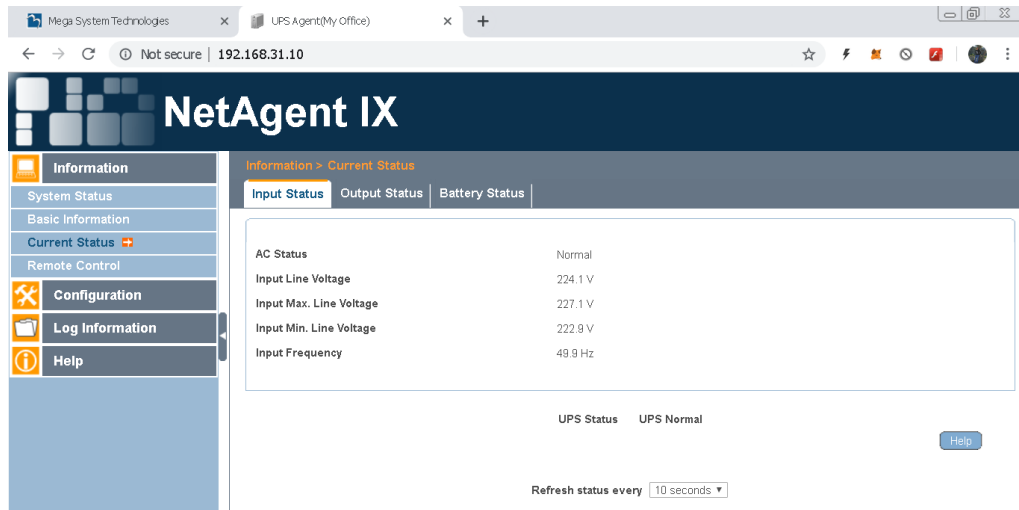 Mega System Technologies
UPS Agent(My Office)
Not secure | 192.168.31.10
NetAgent IX
Information
System Status
Basic Information
Current Status
Remote Control
Configuration
Log Information
Help
Information > Current Status
Input Status Output Status Battery Status
AC Status Normal
Input Line Voltage 224.1 V
Input Max. Line Voltage 227.1 V
Input Min. Line Voltage 222.9 V
Input Frequency 49.9 Hz
UPS Status UPS Normal
Help
Refresh status every 10 seconds